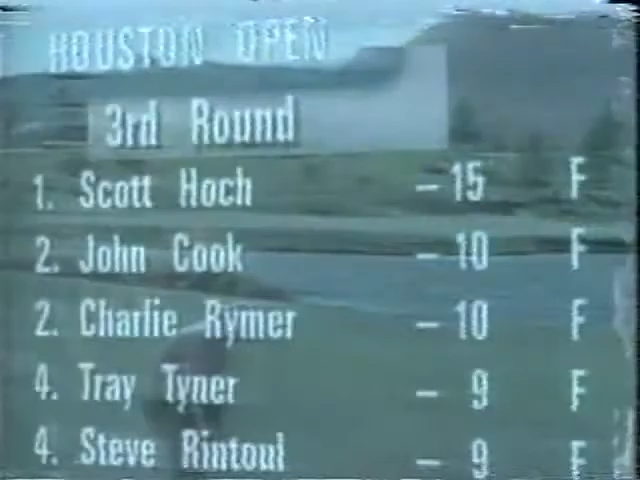 HOUSTON OPEN
3rd Round
1. Scott Hoch -15 F
2. John Cook -10 F
2. Charlie Rymer -10 F
4. Tray Tyner - 9 F
4. Steve Rintoul - 9 F